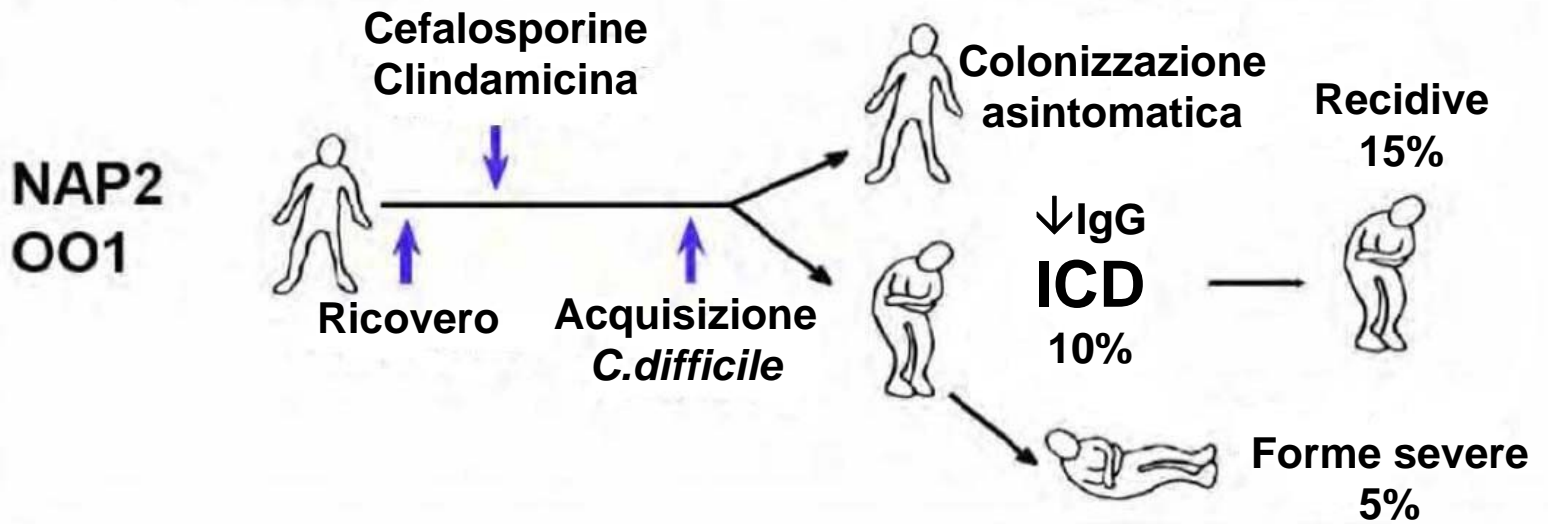 NAP2
OO1
Cefalosporine
Clindamicina
Ricovero
Acquisizione
C.difficile
Colonizzazione
asintomatica
↓IgG
ICD
10%
Recidive
15%
Forme severe
5%